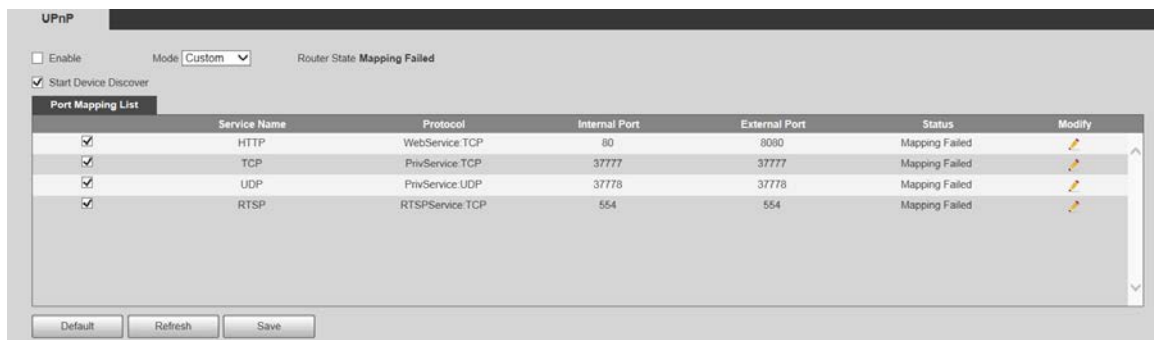 UPnP
Enable Mode Custom Router State Mapping Failed
Start Device Discover
Port Mapping List
Service Name Protocol Internal Port External Port Status Modify
HTTP WebService:TCP 80 8080 Mapping Failed
TCP PrivService:TCP 37777 37777 Mapping Failed
UDP PrivService:UDP 37778 37778 Mapping Failed
RTSP RTSPService:TCP 554 554 Mapping Failed
Default Refresh Save